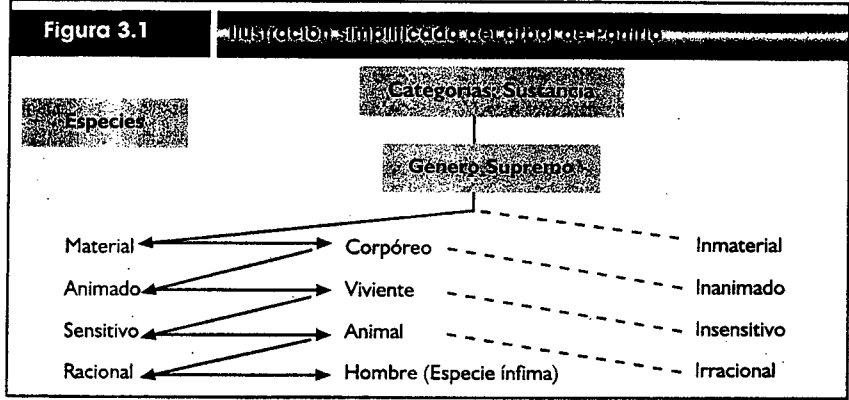 Figura 3.1
Ilustración simplificada del árbol de
Categorías: Sustancia
Especies
Género Supremo
Material Corpóreo Inmaterial
Animado Viviente Inanimado
Sensitivo Animal Insensitivo
Racional Hombre (Especie ínfima) Irracional